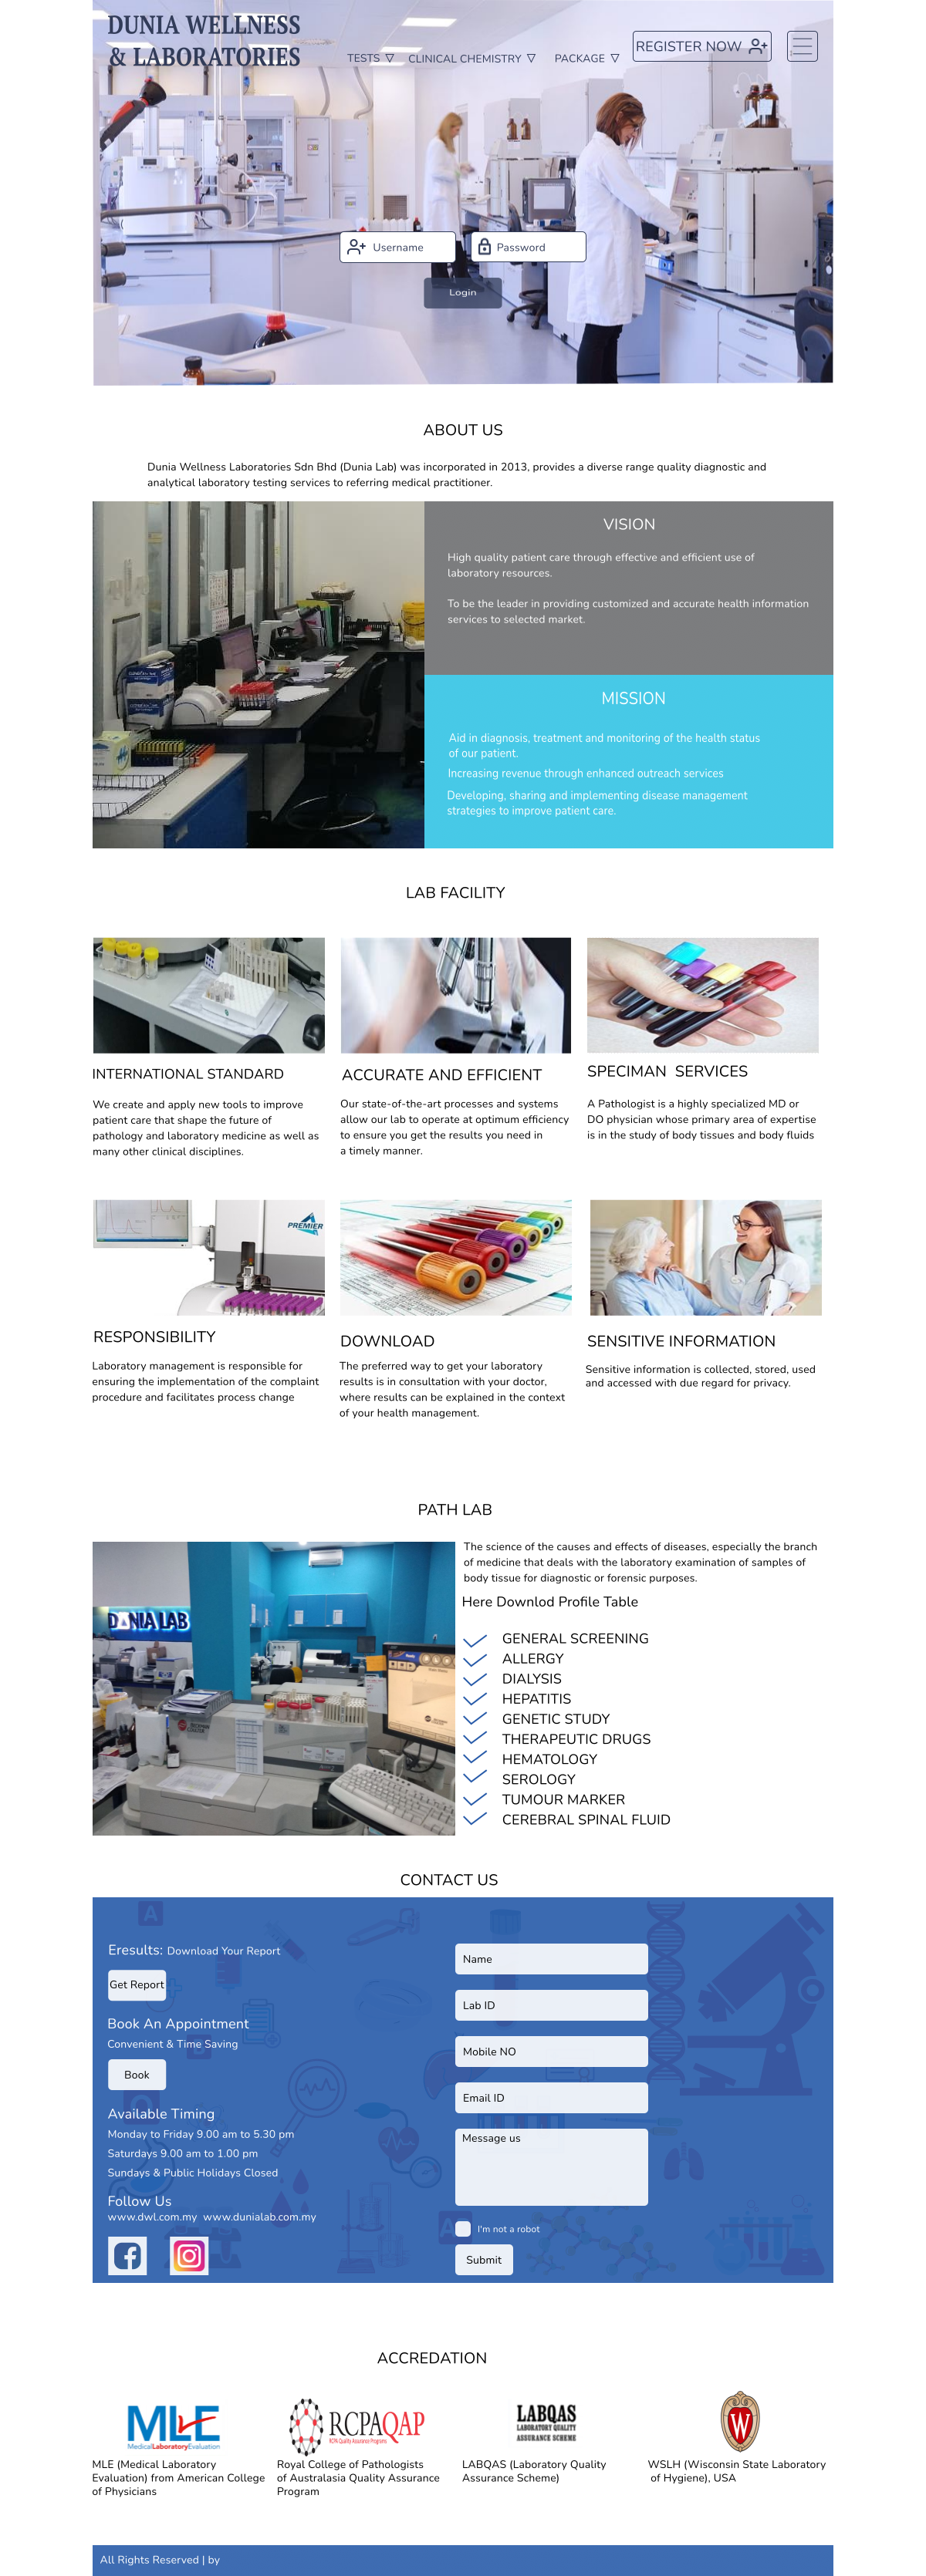 DUNIA WELLNESS
& LABORATORIES
TESTS
CLINICAL CHEMISTRY
PACKAGE
REGISTER NOW
Username
Password
Login
ABOUT US
Dunia Wellness Laboratories Sdn Bhd (Dunia Lab) was incorporated in 2013, provides a diverse range quality diagnostic and
analytical laboratory testing services to referring medical practitioner.
VISION
High quality patient care through effective and efficient use of
laboratory resources.
To be the leader in providing customized and accurate health information
services to selected market.
MISSION
Aid in diagnosis, treatment and monitoring of the health status
of our patient.
Increasing revenue through enhanced outreach services
Developing, sharing and implementing disease management
strategies to improve patient care.
LAB FACILITY
INTERNATIONAL STANDARD
We create and apply new tools to improve
patient care that shape the future of
pathology and laboratory medicine as well as
many other clinical disciplines.
ACCURATE AND EFFICIENT
Our state-of-the-art processes and systems
allow our lab to operate at optimum efficiency
to ensure you get the results you need in
a timely manner.
SPECIMAN SERVICES
A Pathologist is a highly specialized MD or
DO physician whose primary area of expertise
is in the study of body tissues and body fluids
PREMIER
RESPONSIBILITY
Laboratory management is responsible for
ensuring the implementation of the complaint
procedure and facilitates process change
DOWNLOAD
The preferred way to get your laboratory
results is in consultation with your doctor,
where results can be explained in the context
of your health management.
SENSITIVE INFORMATION
Sensitive information is collected, stored, used
and accessed with due regard for privacy.
PATH LAB
DUNIA LAB
The science of the causes and effects of diseases, especially the branch
of medicine that deals with the laboratory examination of samples of
body tissue for diagnostic or forensic purposes.
Here Downlod Profile Table
GENERAL SCREENING
ALLERGY
DIALYSIS
HEPATITIS
GENETIC STUDY
THERAPEUTIC DRUGS
HEMATOLOGY
SEROLOGY
TUMOUR MARKER
CEREBRAL SPINAL FLUID
CONTACT US
Eresults: Download Your Report
Get Report
Book An Appointment
Convenient & Time Saving
Book
Available Timing
Monday to Friday 9.00 am to 5.30 pm
Saturdays 9.00 am to 1.00 pm
Sundays & Public Holidays Closed
Follow Us
www.dwl.com.my www.dunialab.com.my
Name
Lab ID
Mobile NO
Email ID
Message us
I'm not a robot
Submit
ACCREDATION
MLE
MedicalLaboratoryEvaluation
MLE (Medical Laboratory
Evaluation) from American College
of Physicians
RCPAQAP
RCPA Quality Assurance Programs
Royal College of Pathologists
of Australasia Quality Assurance
Program
LABQAS
LABORATORY QUALITY
ASSURANCE SCHEME
LABQAS (Laboratory Quality
Assurance Scheme)
W
WSLH (Wisconsin State Laboratory
of Hygiene), USA
All Rights Reserved | by